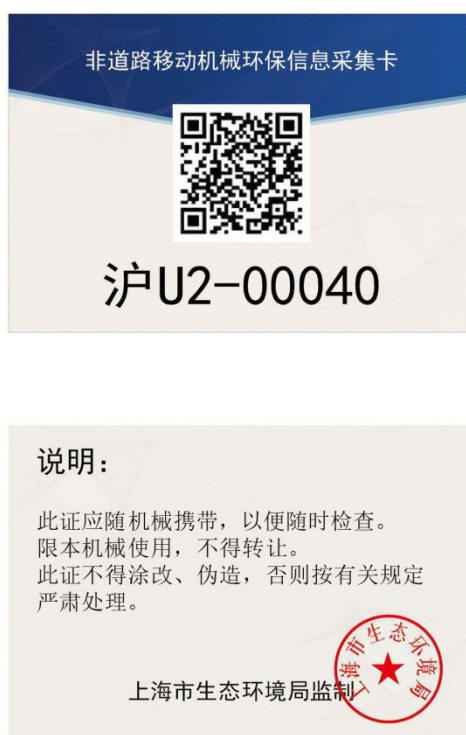 非道路移动机械环保信息采集卡
沪U2-00040
说明：
此证应随机械携带，以便随时检查。
限本机械使用，不得转让。
此证不得涂改、伪造，否则按有关规定
严肃处理。
上海市生态环境局监制
上海市生态环境局